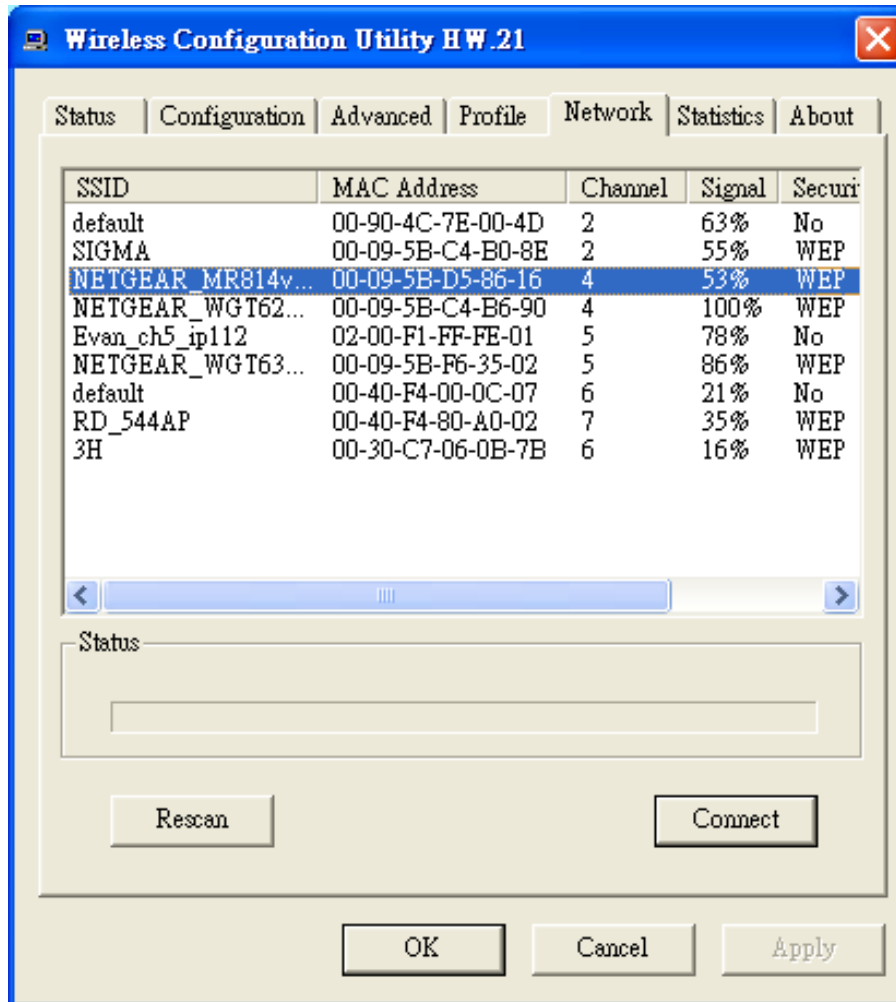 Wireless Configuration Utility HW.21
Status Configuration Advanced Profile Network Statistics About
SSID MAC Address Channel Signal Securi
default 00-90-4C-7E-00-4D 2 63% No
SIGMA 00-09-5B-C4-B0-8E 2 55% WEP
NETGEAR_MR814v... 00-09-5B-D5-86-16 4 53% WEP
NETGEAR_WGT62... 00-09-5B-C4-B6-90 4 100% WEP
Evan_ch5_ip112 02-00-F1-FF-FE-01 5 78% No
NETGEAR_WGT63... 00-09-5B-F6-35-02 5 86% WEP
default 00-40-F4-00-0C-07 6 21% No
RD_544AP 00-40-F4-80-A0-02 7 35% WEP
3H 00-30-C7-06-0B-7B 6 16% WEP
Status
Rescan Connect
OK Cancel Apply